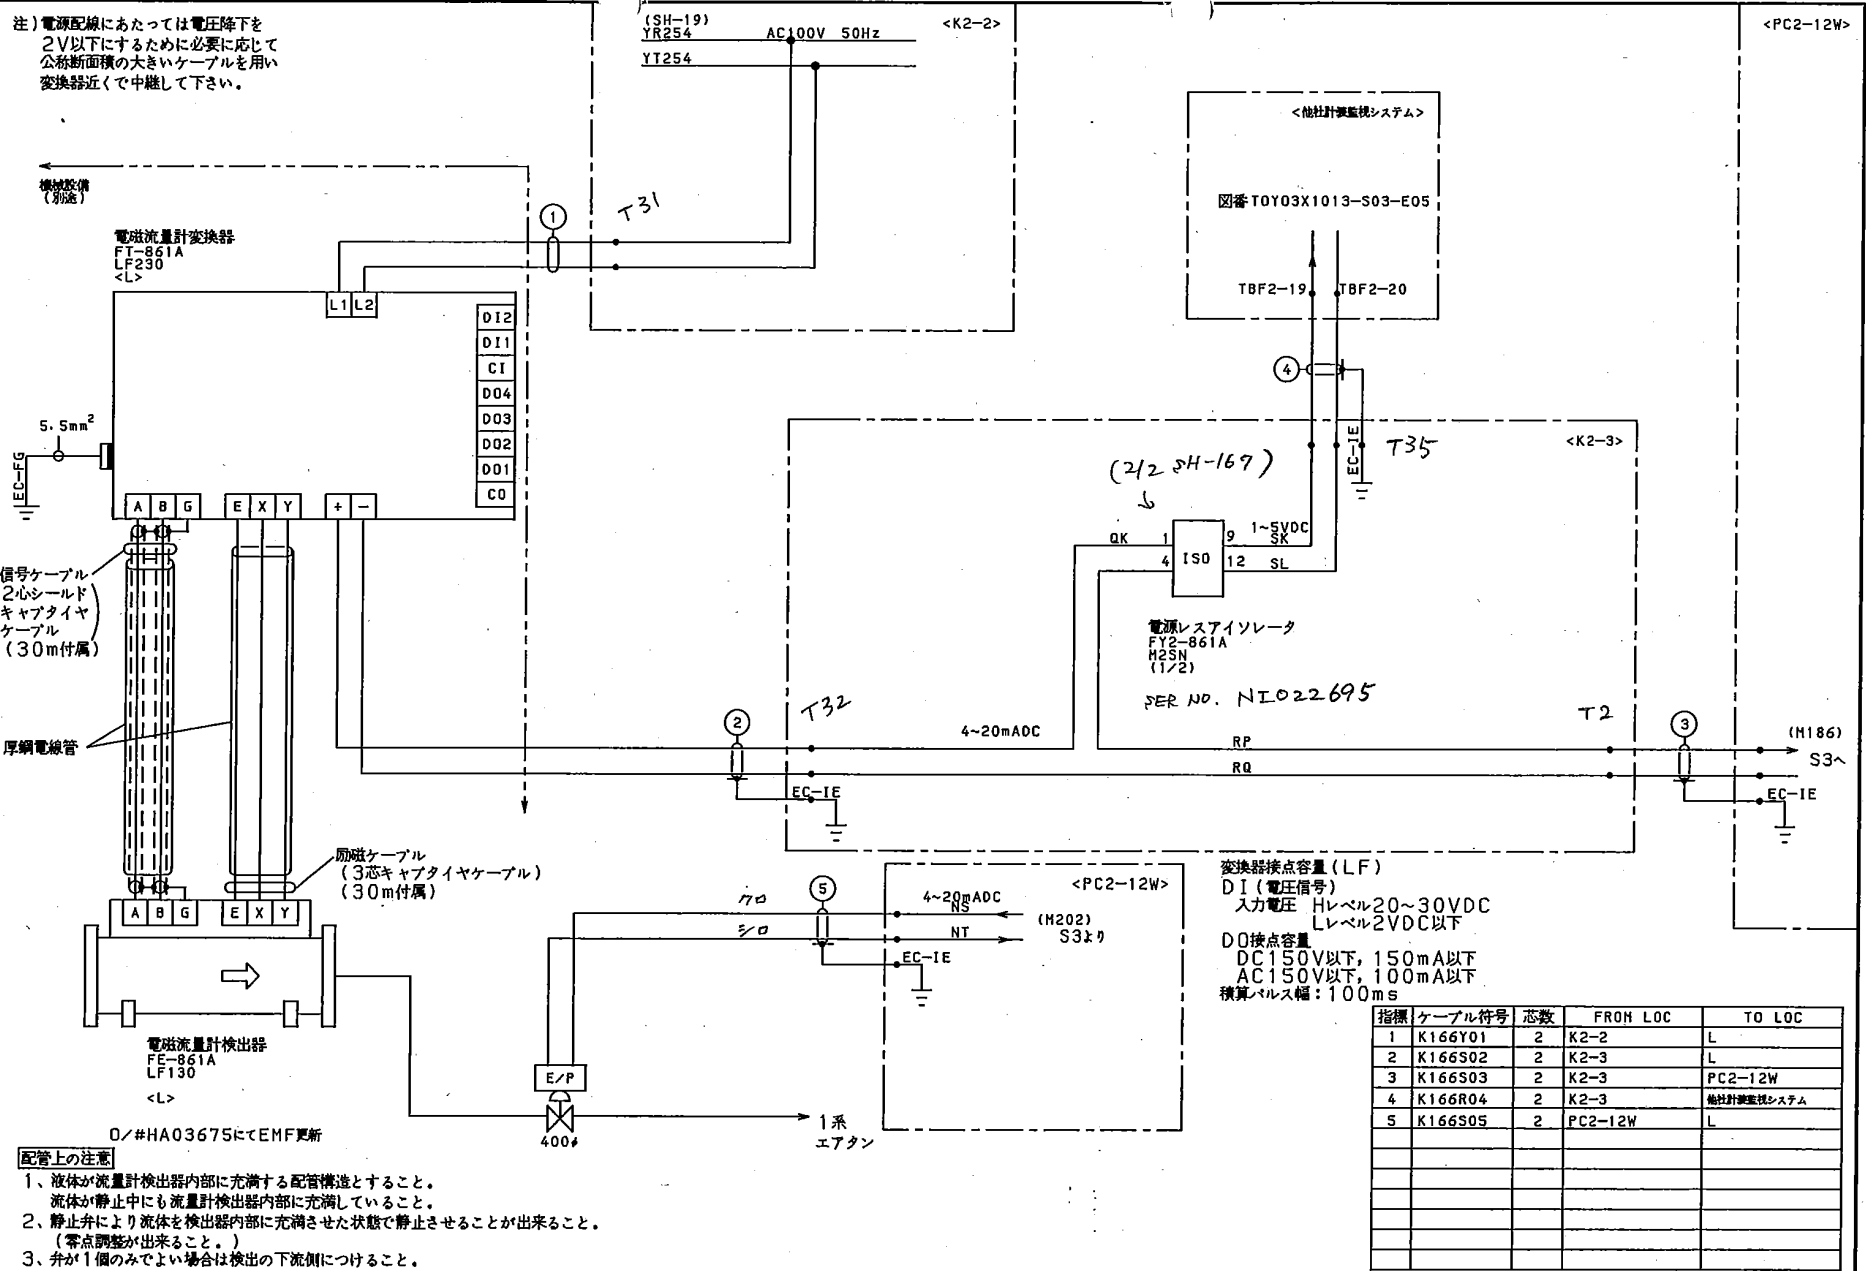 注)電源配線にあたっては電圧降下を
2V以下にするために必要に応じて
公称断面積の大きいケーブルを用い
変換器近くで中継して下さい。
(SH-19)
YR254 AC100V 50Hz
YT254
<K2-2>
<PC2-12W>
<他社計装監視システム>
図番TOYO3X1013-S03-E05
TBF2-19 TBF2-20
機械設備
(別途)
1
T31
電磁流量計変換器
FT-861A
LF230
<L>
L1 L2
DI2
DI1
CI
DO4
DO3
DO2
DO1
CO
5.5mm²
EC-FG
A B G E X Y + −
4
EC-IE
T35
<K2-3>
(2/2 SH-167)
QK 1 9 1~5VDC
SK
4 ISO 12 SL
電源レスアイソレータ
FY2-861A
M2SN
(1/2)
SER NO. NI022695
信号ケーブル
2心シールド
キャブタイヤ
ケーブル
(30m付属)
厚鋼電線管
2
T32
4~20mADC
T2
3
RP
RQ
(M186)
S3へ
EC-IE
EC-IE
励磁ケーブル
(3芯キャブタイヤケーブル)
(30m付属)
A B G E X Y
クロ
シロ
5
4~20mADC
NS
NT
EC-IE
<PC2-12W>
(M202)
S3より
変換器接点容量(LF)
DI(電圧信号)
入力電圧 Hレベル20~30VDC
Lレベル2VDC以下
DO接点容量
DC150V以下,150mA以下
AC150V以下,100mA以下
積算パルス幅:100ms
電磁流量計検出器
FE-861A
LF130
<L>
E/P
400φ
1系
エアタン
指標 ケーブル符号 芯数 FROM LOC TO LOC
1 K166Y01 2 K2-2 L
2 K166S02 2 K2-3 L
3 K166S03 2 K2-3 PC2-12W
4 K166R04 2 K2-3 他社計装監視システム
5 K166S05 2 PC2-12W L
0/#HA03675にてEMF更新
配管上の注意
1、液体が流量計検出器内部に充満する配管構造とすること。
流体が静止中にも流量計検出器内部に充満していること。
2、静止弁により流体を検出器内部に充満させた状態で静止させることが出来ること。
(零点調整が出来ること。)
3、弁が1個のみでよい場合は検出の下流側につけること。